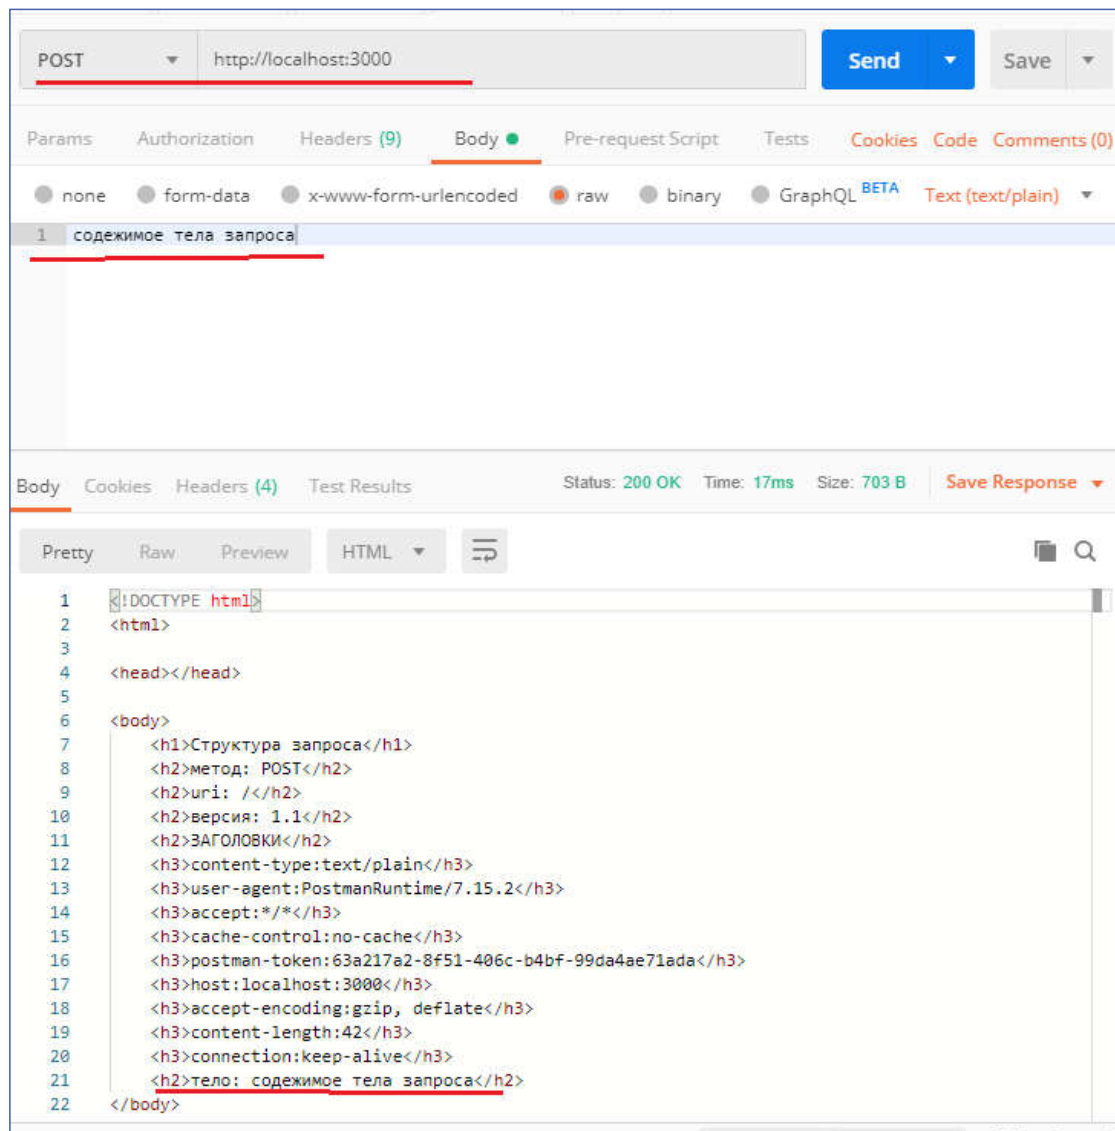 POST http://localhost:3000 Send Save
Params Authorization Headers (9) Body Pre-request Script Tests Cookies Code Comments (0)
none form-data x-www-form-urlencoded raw binary GraphQL BETA Text (text/plain)
1 содежимое тела запроса
Body Cookies Headers (4) Test Results Status: 200 OK Time: 17ms Size: 703 B Save Response
Pretty Raw Preview HTML
1 <!DOCTYPE html>
2 <html>
3
4 <head></head>
5
6 <body>
7 <h1>Структура запроса</h1>
8 <h2>метод: POST</h2>
9 <h2>uri: /</h2>
10 <h2>версия: 1.1</h2>
11 <h2>ЗАГОЛОВКИ</h2>
12 <h3>content-type:text/plain</h3>
13 <h3>user-agent:PostmanRuntime/7.15.2</h3>
14 <h3>accept:*/*</h3>
15 <h3>cache-control:no-cache</h3>
16 <h3>postman-token:63a217a2-8f51-406c-b4bf-99da4ae71ada</h3>
17 <h3>host:localhost:3000</h3>
18 <h3>accept-encoding:gzip, deflate</h3>
19 <h3>content-length:42</h3>
20 <h3>connection:keep-alive</h3>
21 <h2>тело: содежимое тела запроса</h2>
22 </body>